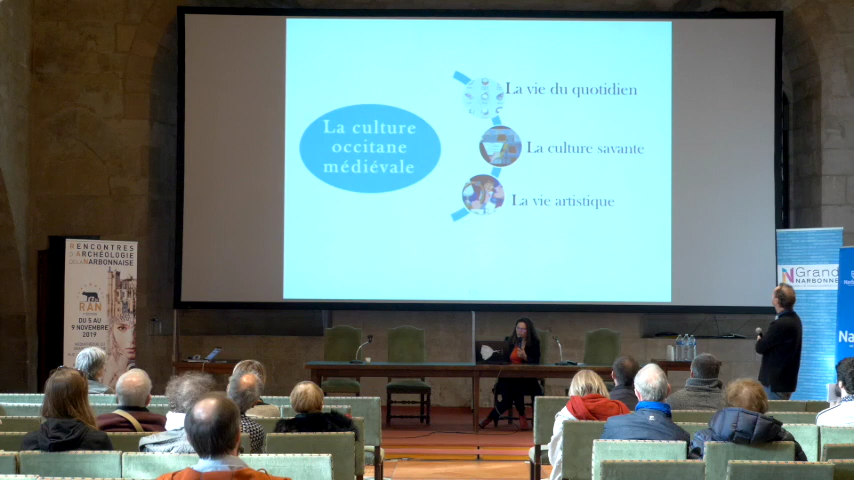 La culture
occitane
médiévale
La vie du quotidien
La culture savante
La vie artistique
RENCONTRES
D'ARCHÉOLOGIE
DE LA NARBONNAISE
RAN
DU 5 AU
9 NOVEMBRE
2019
Grand
NARBONNE